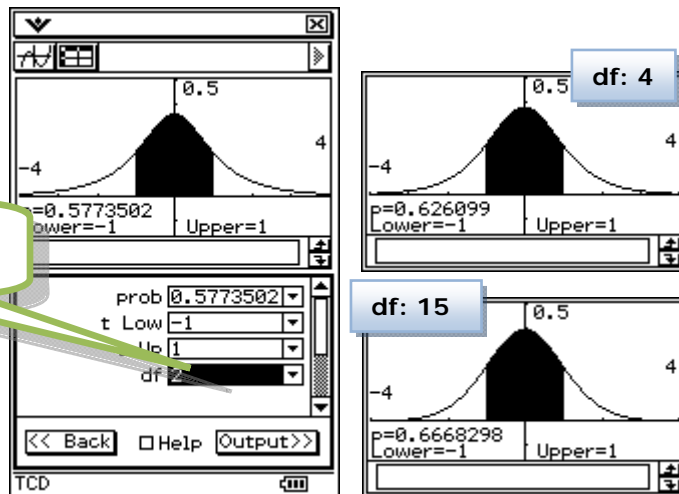 0.5
4
-4
p=0.5773502
Lower=-1 Upper=1
prob 0.5773502
t Low -1
Up 1
df
<< Back Help Output>>
TCD
df: 4
0.5
4
-4
p=0.626099
Lower=-1 Upper=1
df: 15
0.5
4
-4
p=0.6668298
Lower=-1 Upper=1